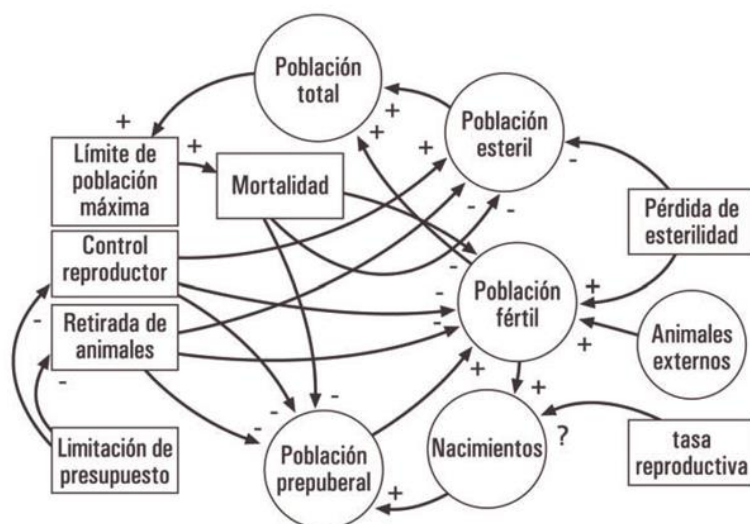 Población
total
Población
esteril
Límite de
población
máxima
Mortalidad
Pérdida de
esterilidad
Control
reproductor
Población
fértil
Retirada de
animales
Animales
externos
Limitación de
presupuesto
Población
prepuberal
Nacimientos
tasa
reproductiva
+
+
+
+
+
-
-
-
-
-
-
-
+
+
-
-
+
+
-
-
-
?
+